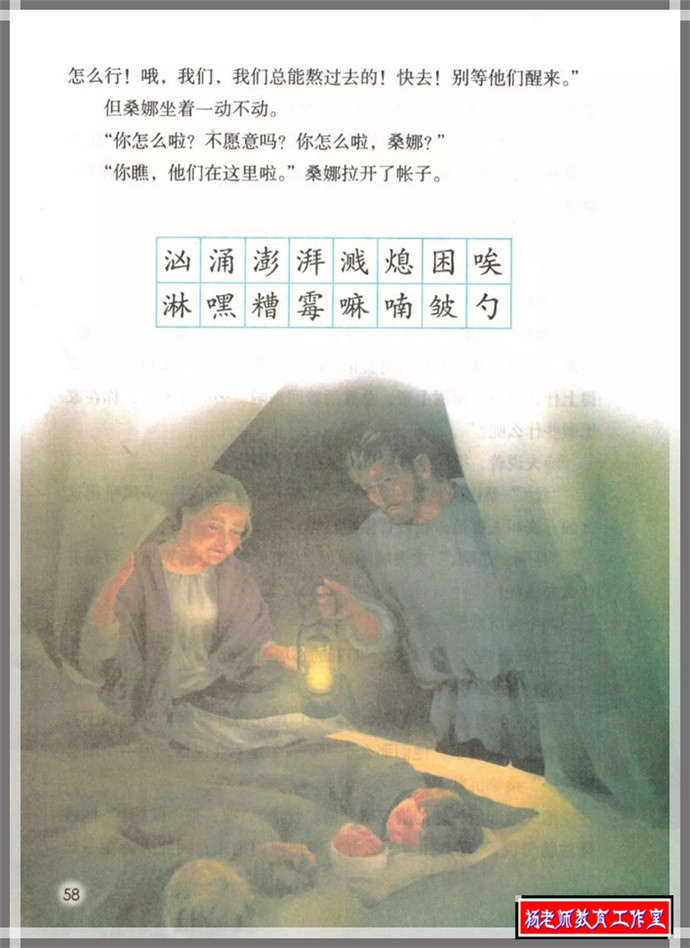 怎么行！哦，我们，我们总能熬过去的！快去！别等他们醒来。”
但桑娜坐着一动不动。
“你怎么啦？不愿意吗？你怎么啦，桑娜？”
“你瞧，他们在这里啦。”桑娜拉开了帐子。
汹涌澎湃溅熄困唉
淋嘿糟霉嘛喃皱勺
58
杨老师教育工作室